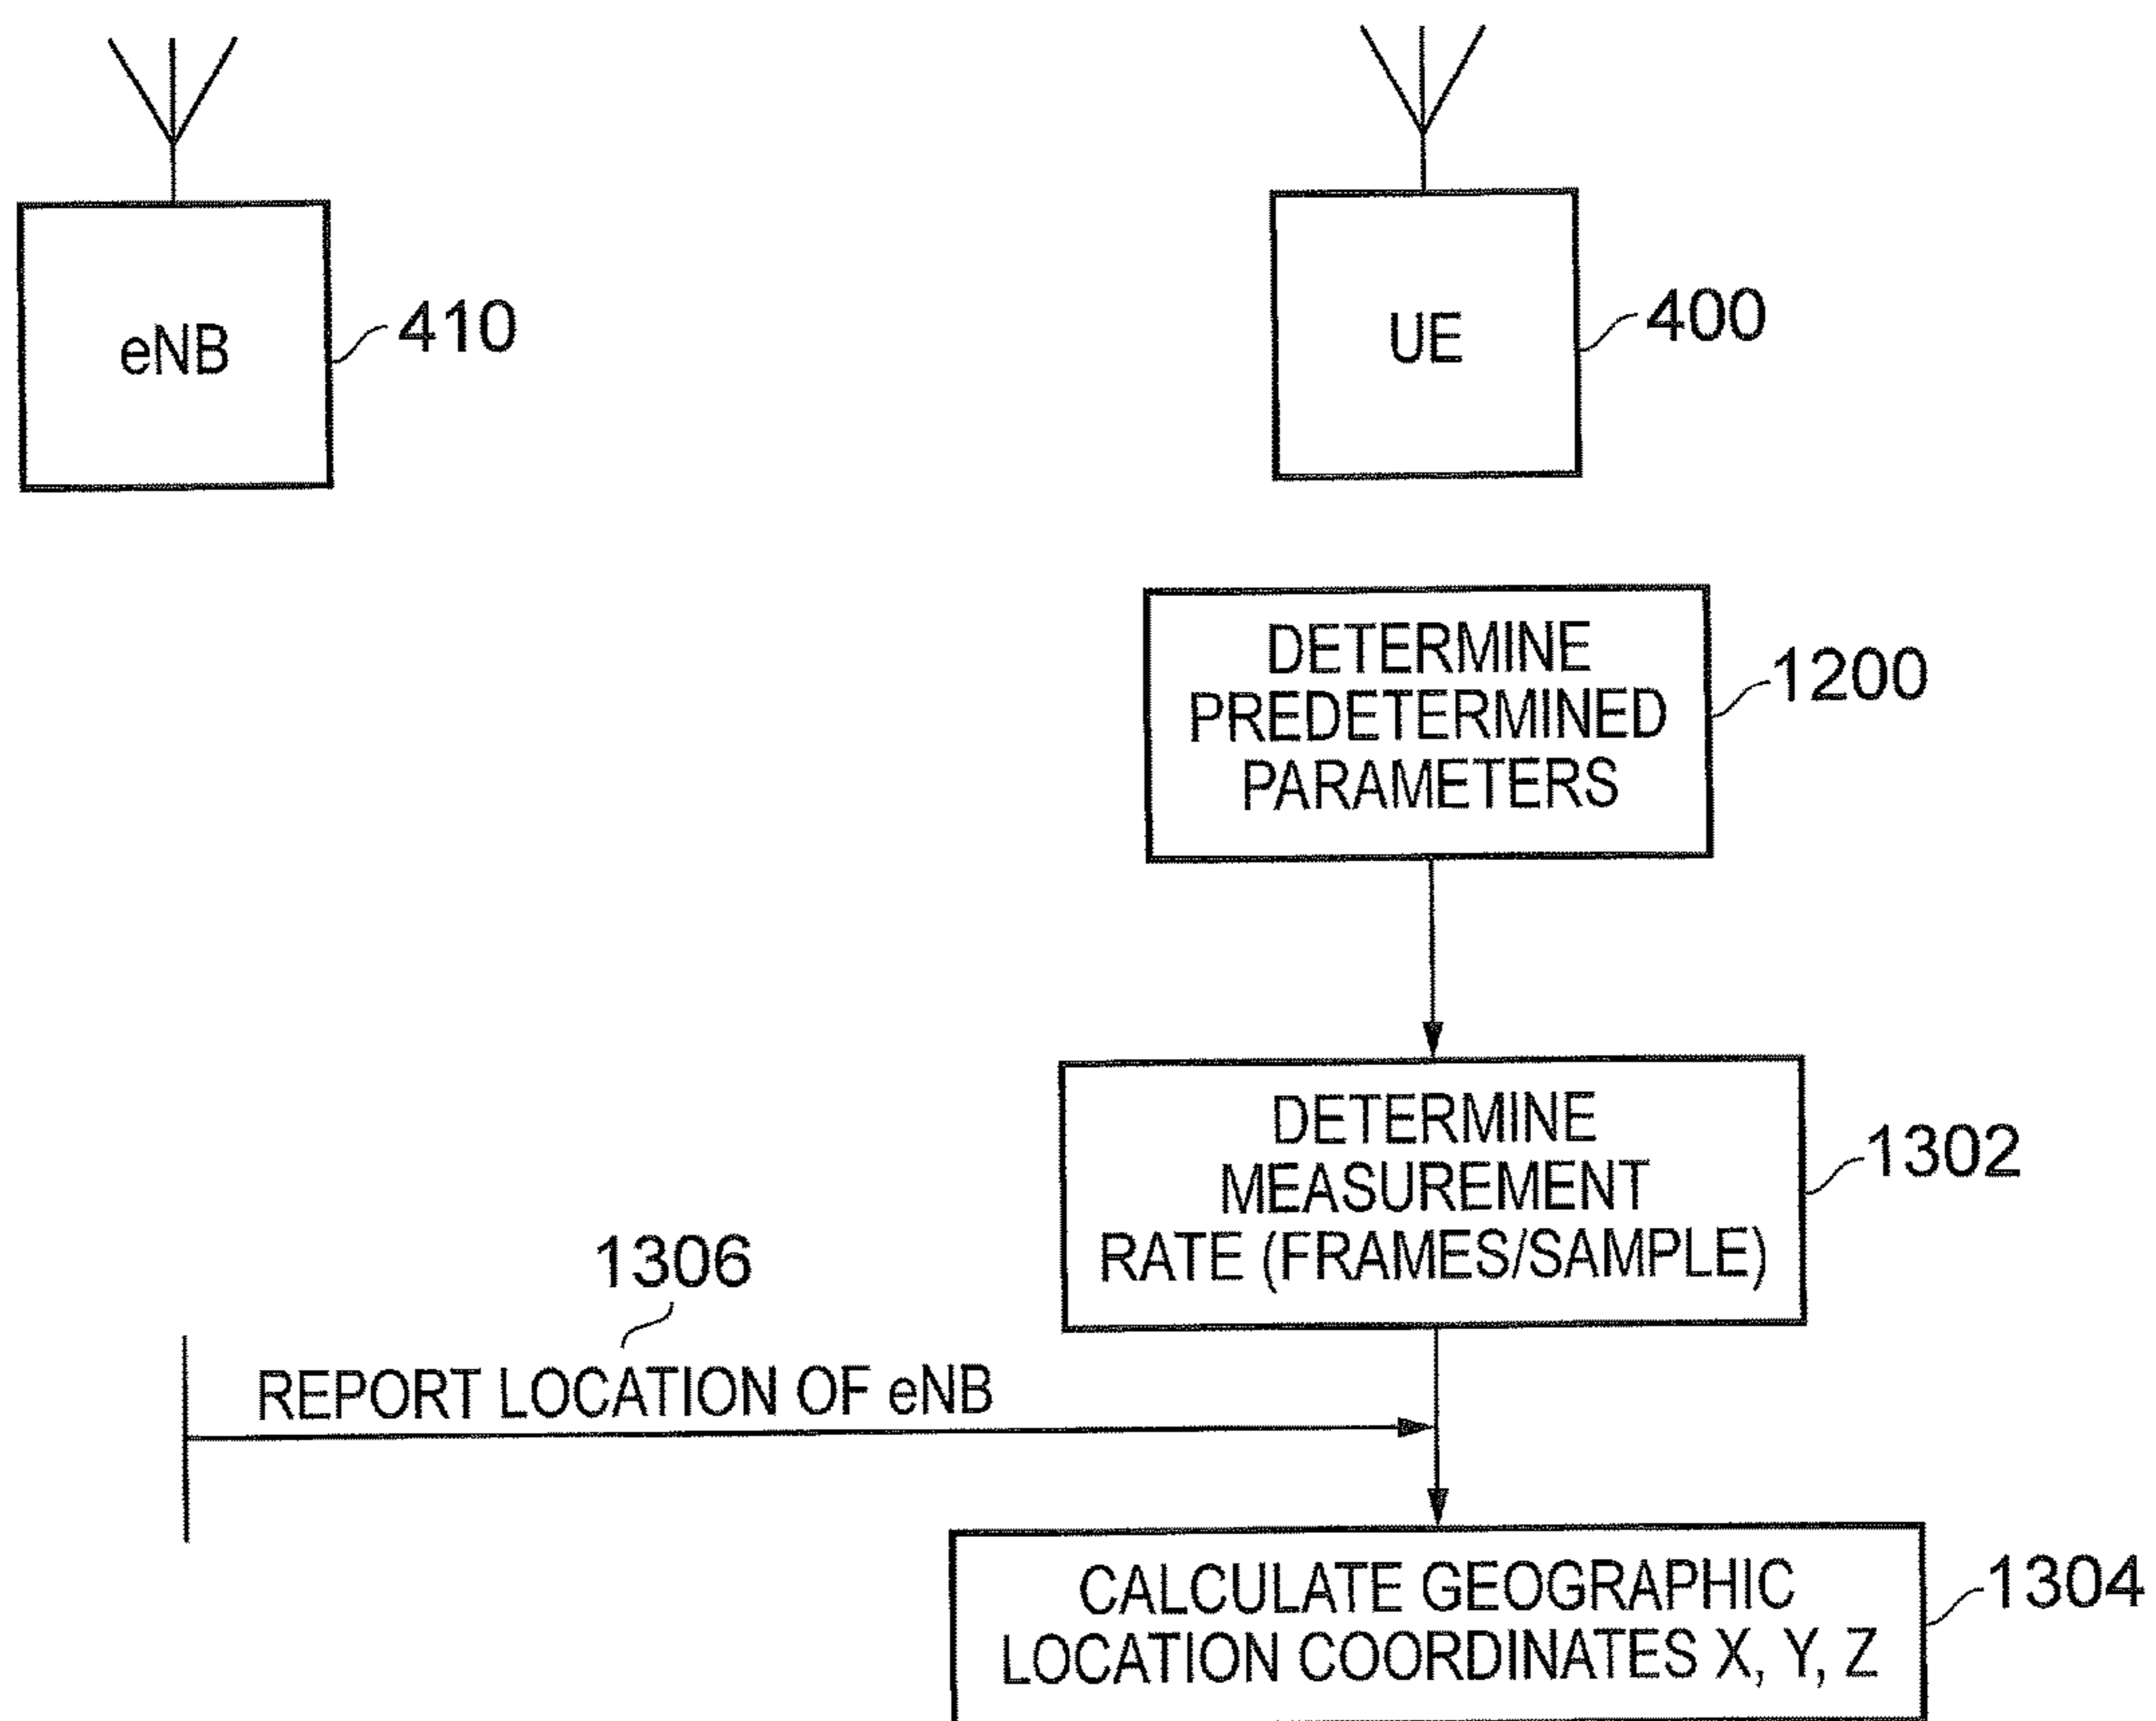 eNB
410
UE
400
DETERMINE
PREDETERMINED
PARAMETERS
1200
DETERMINE
MEASUREMENT
RATE (FRAMES/SAMPLE)
1302
1306
REPORT LOCATION OF eNB
CALCULATE GEOGRAPHIC
LOCATION COORDINATES X, Y, Z
1304